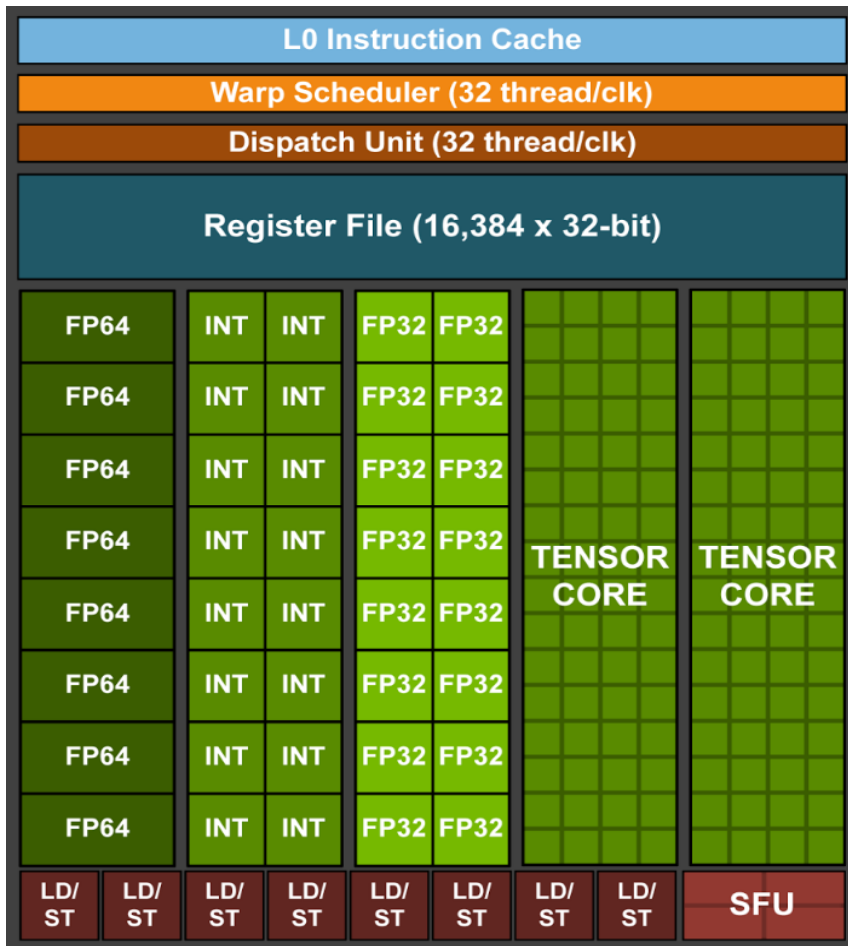 L0 Instruction Cache
Warp Scheduler (32 thread/clk)
Dispatch Unit (32 thread/clk)
Register File (16,384 x 32-bit)
FP64 INT INT FP32 FP32
FP64 INT INT FP32 FP32
FP64 INT INT FP32 FP32
FP64 INT INT FP32 FP32
TENSOR TENSOR
CORE CORE
FP64 INT INT FP32 FP32
FP64 INT INT FP32 FP32
FP64 INT INT FP32 FP32
FP64 INT INT FP32 FP32
LD/ LD/ LD/ LD/ LD/ LD/ LD/ LD/
ST ST ST ST ST ST ST ST
SFU